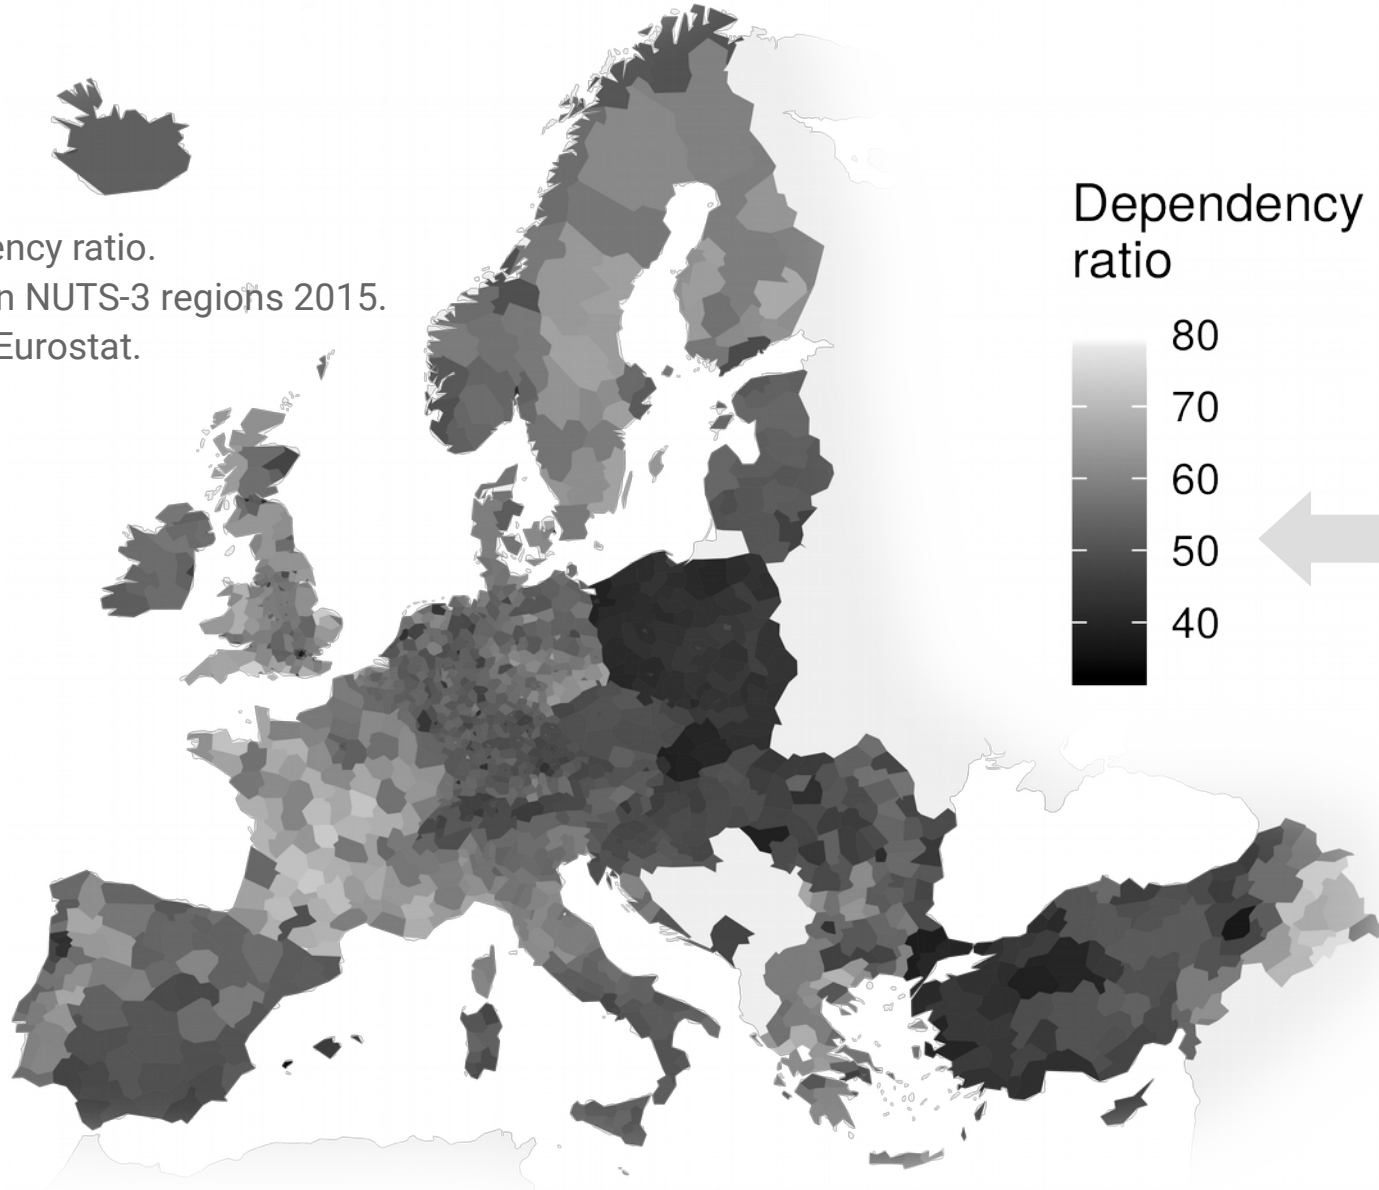 Dependency
ratio
ency ratio.
n NUTS-3 regions 2015.
Eurostat.
80
70
60
50
40